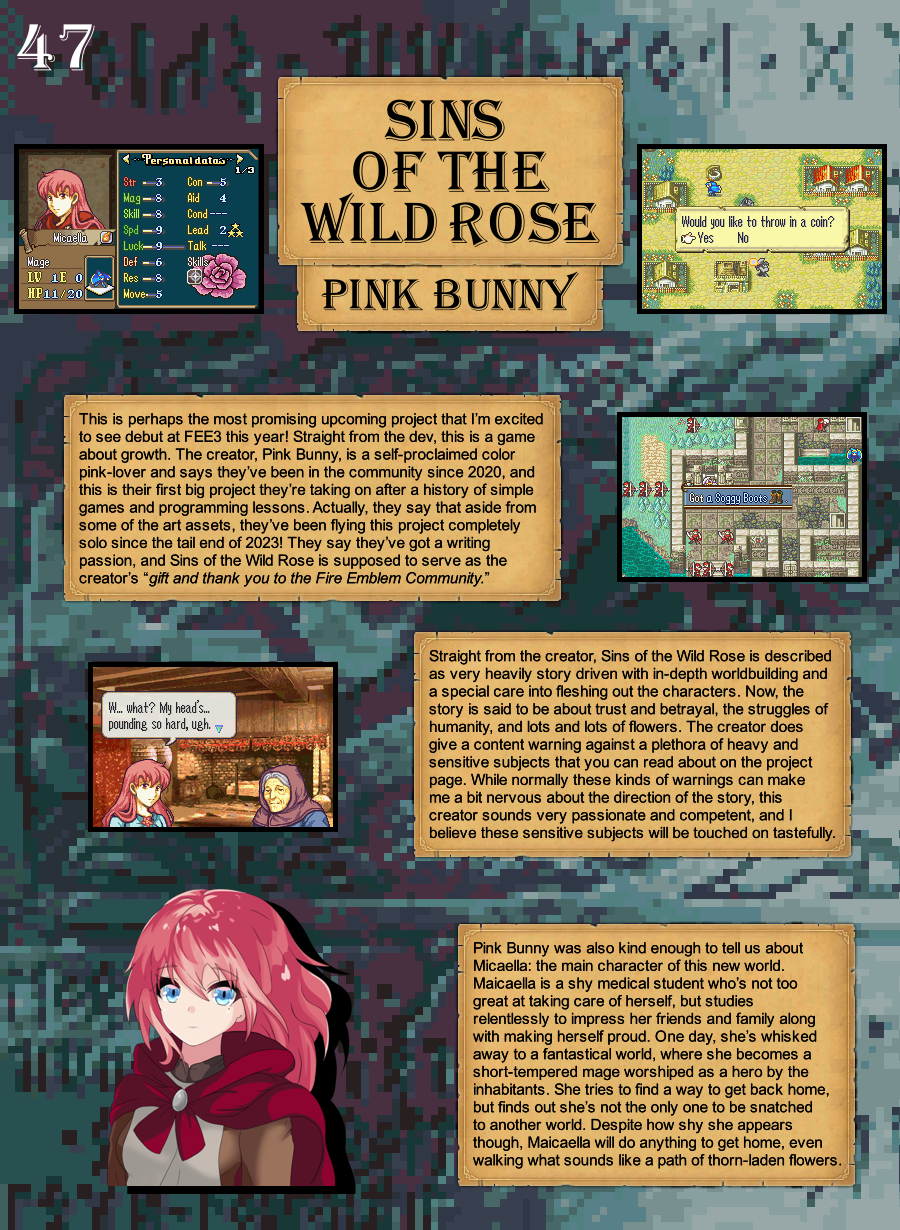 47
SINS
OF THE
WILD ROSE
PINK BUNNY
Personal data
1/3
Str 3 Con 5
Mag 8 Aid 4
Skill 8 Cond ---
Spd 9 Lead 2
Luck 9 Talk ---
Def 6 Skills
Res 8
Move 5
Micaella
Mage
LV 1 E 0
HP 11/20
Would you like to throw in a coin?
Yes No
This is perhaps the most promising upcoming project that I'm excited
to see debut at FEE3 this year! Straight from the dev, this is a game
about growth. The creator, Pink Bunny, is a self-proclaimed color
pink-lover and says they've been in the community since 2020, and
this is their first big project they're taking on after a history of simple
games and programming lessons. Actually, they say that aside from
some of the art assets, they've been flying this project completely
solo since the tail end of 2023! They say they've got a writing
passion, and Sins of the Wild Rose is supposed to serve as the
creator's “gift and thank you to the Fire Emblem Community.”
Got a Soggy Boots.
Straight from the creator, Sins of the Wild Rose is described
as very heavily story driven with in-depth worldbuilding and
a special care into fleshing out the characters. Now, the
story is said to be about trust and betrayal, the struggles of
humanity, and lots and lots of flowers. The creator does
give a content warning against a plethora of heavy and
sensitive subjects that you can read about on the project
page. While normally these kinds of warnings can make
me a bit nervous about the direction of the story, this
creator sounds very passionate and competent, and I
believe these sensitive subjects will be touched on tastefully.
W... what? My head's...
pounding so hard, ugh.
Pink Bunny was also kind enough to tell us about
Micaella: the main character of this new world.
Maicaella is a shy medical student who's not too
great at taking care of herself, but studies
relentlessly to impress her friends and family along
with making herself proud. One day, she's whisked
away to a fantastical world, where she becomes a
short-tempered mage worshiped as a hero by the
inhabitants. She tries to find a way to get back home,
but finds out she's not the only one to be snatched
to another world. Despite how shy she appears
though, Maicaella will do anything to get home, even
walking what sounds like a path of thorn-laden flowers.